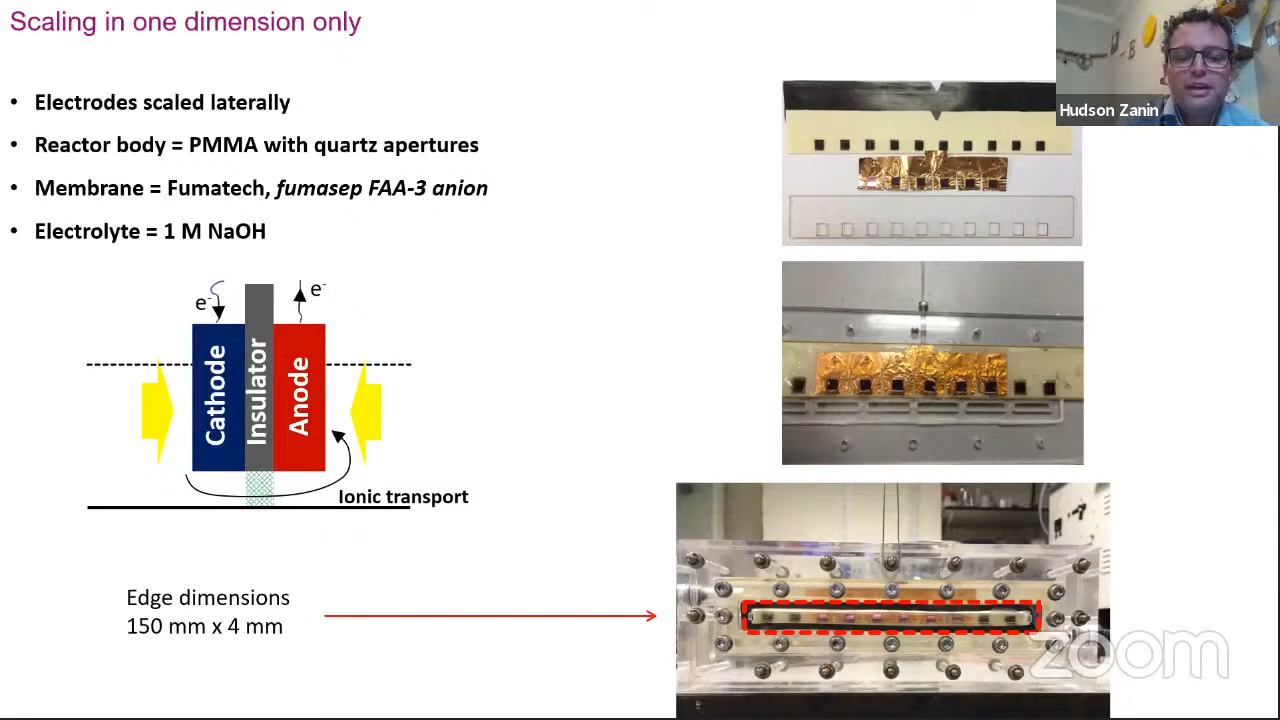 Scaling in one dimension only
Hudson Zanin
• Electrodes scaled laterally
• Reactor body = PMMA with quartz apertures
• Membrane = Fumatech, fumasep FAA-3 anion
• Electrolyte = 1 M NaOH
e-
e-
Cathode
Insulator
Anode
Ionic transport
Edge dimensions
150 mm x 4 mm
zoom